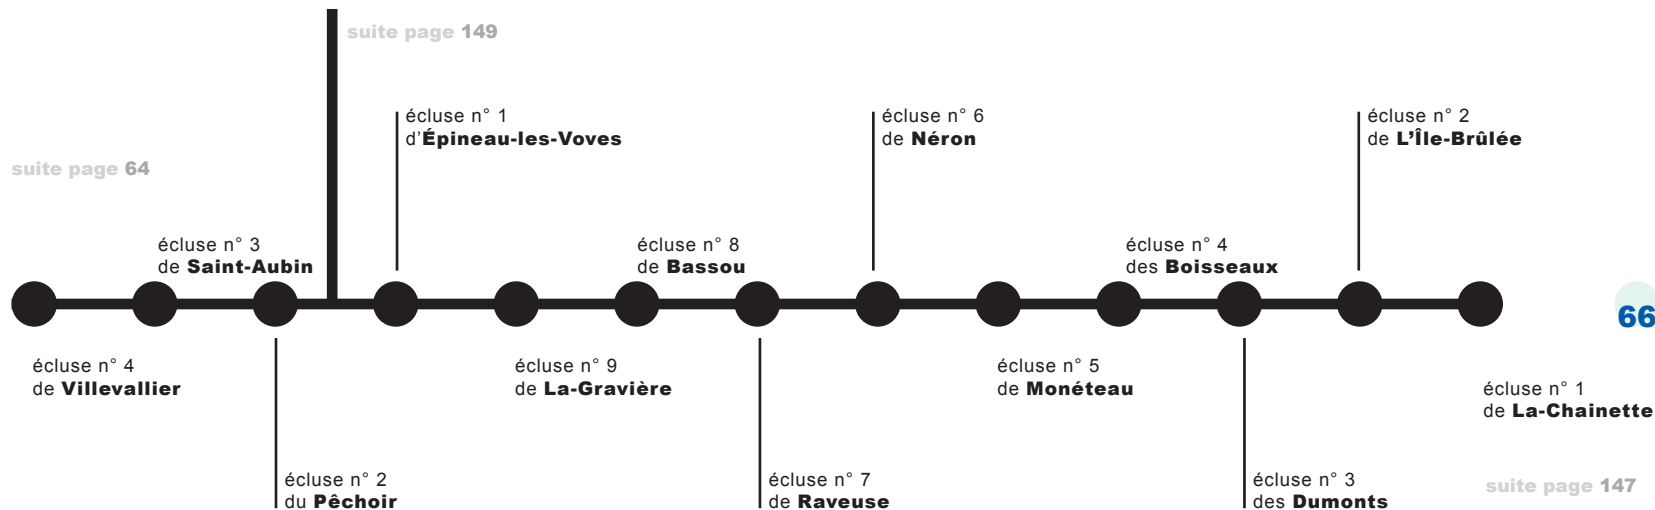 suite page 149
écluse n° 1
d'Épineau-les-Voves
écluse n° 6
de Néron
écluse n° 2
de L'Île-Brûlée
suite page 64
écluse n° 3
de Saint-Aubin
écluse n° 8
de Bassou
écluse n° 4
des Boisseaux
66
écluse n° 4
de Villevallier
écluse n° 9
de La-Gravière
écluse n° 5
de Monéteau
écluse n° 1
de La-Chainette
écluse n° 2
du Pêchoir
écluse n° 7
de Raveuse
écluse n° 3
des Dumonts
suite page 147